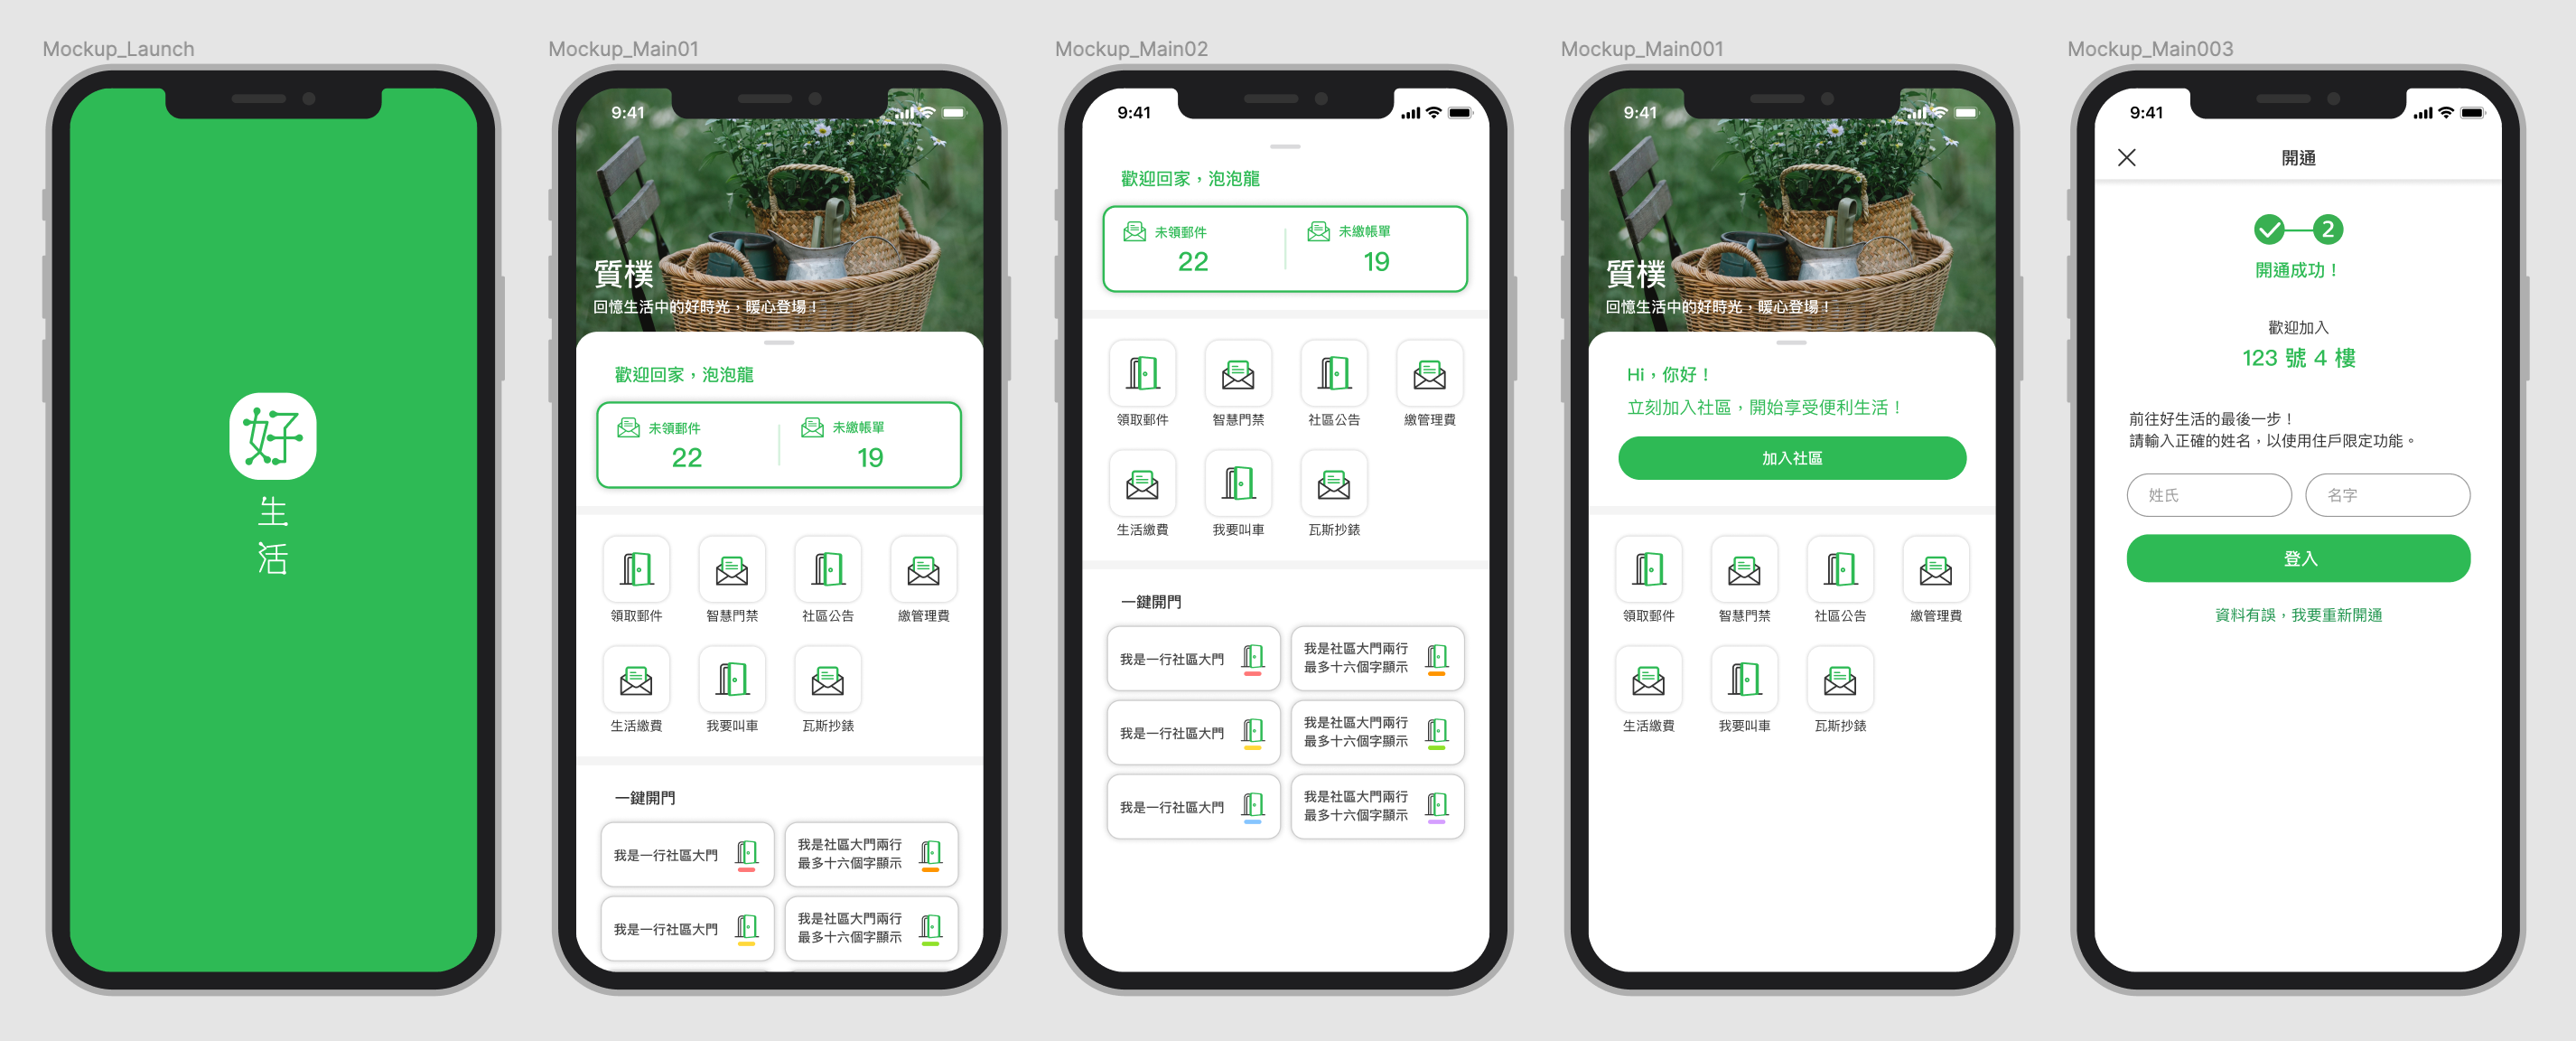 Mockup_Launch
好
生
活
Mockup_Main01
9:41
質樸
回憶生活中的好時光，暖心登場！
歡迎回家，泡泡龍
未領郵件
22
未繳帳單
19
領取郵件
智慧門禁
社區公告
繳管理費
生活繳費
我要叫車
瓦斯抄錶
一鍵開門
我是一行社區大門
我是社區大門兩行
最多十六個字顯示
我是一行社區大門
我是社區大門兩行
最多十六個字顯示
Mockup_Main02
9:41
歡迎回家，泡泡龍
未領郵件
22
未繳帳單
19
領取郵件
智慧門禁
社區公告
繳管理費
生活繳費
我要叫車
瓦斯抄錶
一鍵開門
我是一行社區大門
我是社區大門兩行
最多十六個字顯示
我是一行社區大門
我是社區大門兩行
最多十六個字顯示
我是一行社區大門
我是社區大門兩行
最多十六個字顯示
Mockup_Main001
9:41
質樸
回憶生活中的好時光，暖心登場！
Hi，你好！
立刻加入社區，開始享受便利生活！
加入社區
領取郵件
智慧門禁
社區公告
繳管理費
生活繳費
我要叫車
瓦斯抄錶
Mockup_Main003
9:41
開通
2
開通成功！
歡迎加入
123 號 4 樓
前往好生活的最後一步！
請輸入正確的姓名，以使用住戶限定功能。
姓氏
名字
登入
資料有誤，我要重新開通